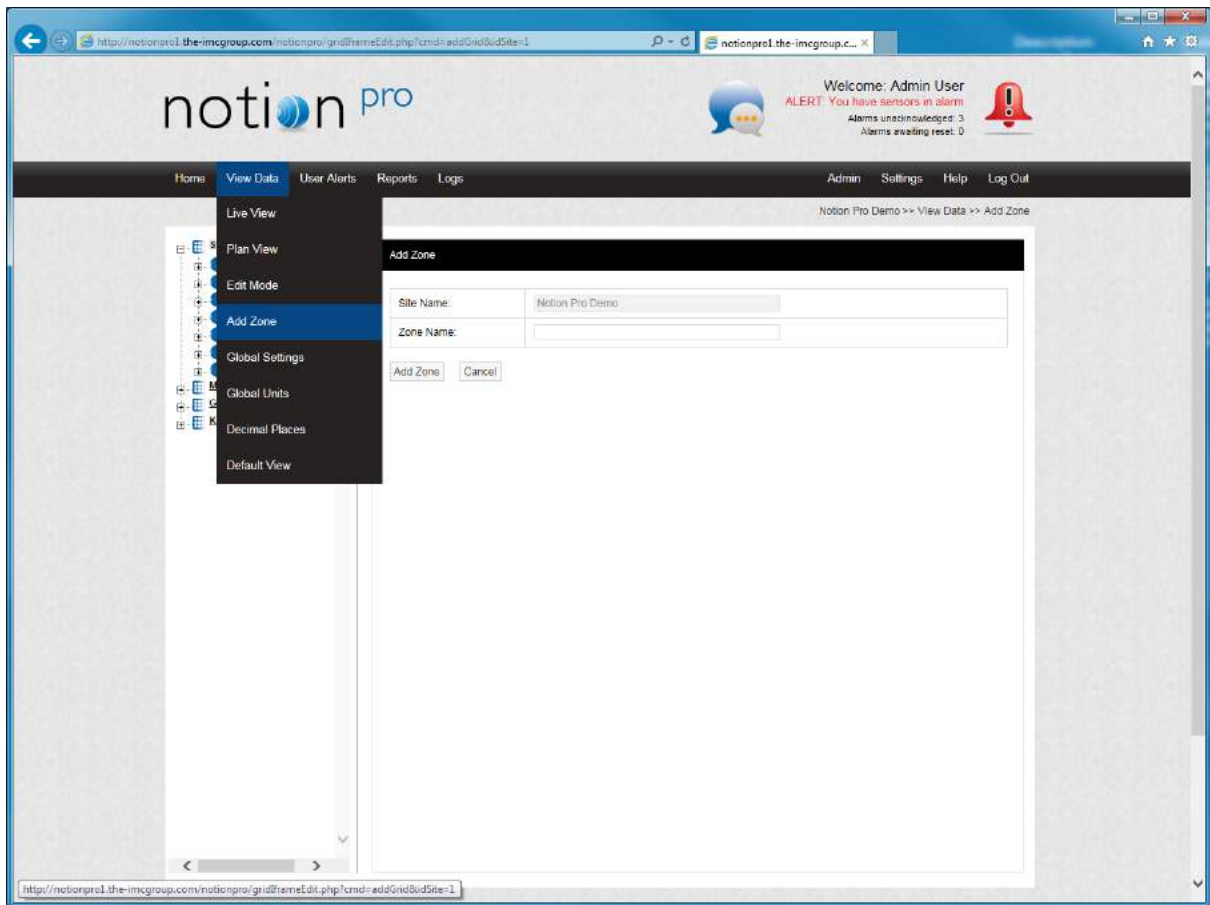 http://notionpro1.the-imcgroup.com/notionpro/gridIframeEdit.php?cmd=addGrid&idSite=1
notionpro1.the-imcgroup.c...
notion pro
Welcome: Admin User
ALERT: You have sensors in alarm
Alarms unacknowledged: 3
Alarms awaiting reset: 0
Home View Data User Alerts Reports Logs Admin Settings Help Log Out
Notion Pro Demo >> View Data >> Add Zone
Live View
Plan View
Edit Mode
Add Zone
Global Settings
Global Units
Decimal Places
Default View
S
M
G
K
Add Zone
Site Name: Notion Pro Demo
Zone Name:
Add Zone Cancel
http://notionpro1.the-imcgroup.com/notionpro/gridIframeEdit.php?cmd=addGrid&idSite=1